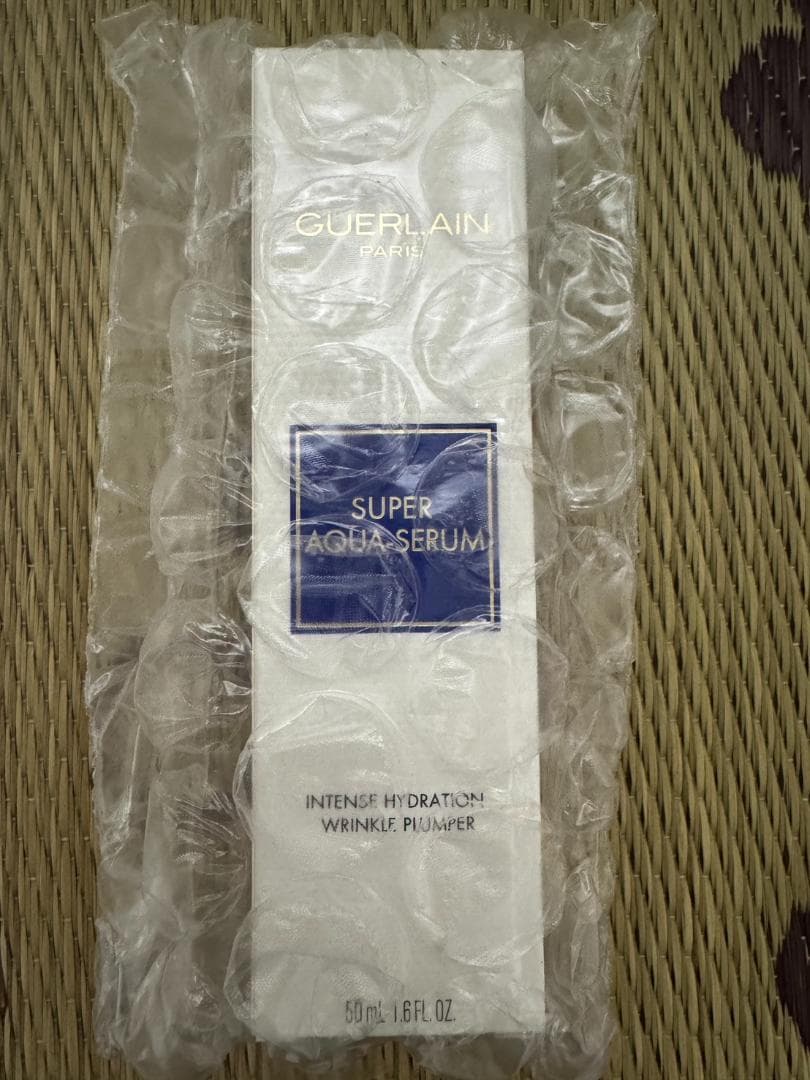 GUERLAIN
PARIS
SUPER
AQUA-SERUM
INTENSE HYDRATION
WRINKLE PLUMPER
50 mL 1.6 FL. OZ.